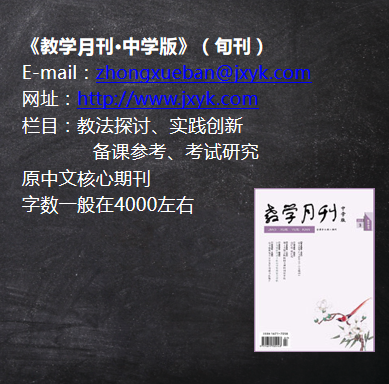 《教学月刊·中学版》（旬刊）
E-mail：zhongxueban@jxyk.com
网址：http://www.jxyk.com
栏目：教法探讨、实践创新
备课参考、考试研究
原中文核心期刊
字数一般在4000左右
教学月刊
中学版